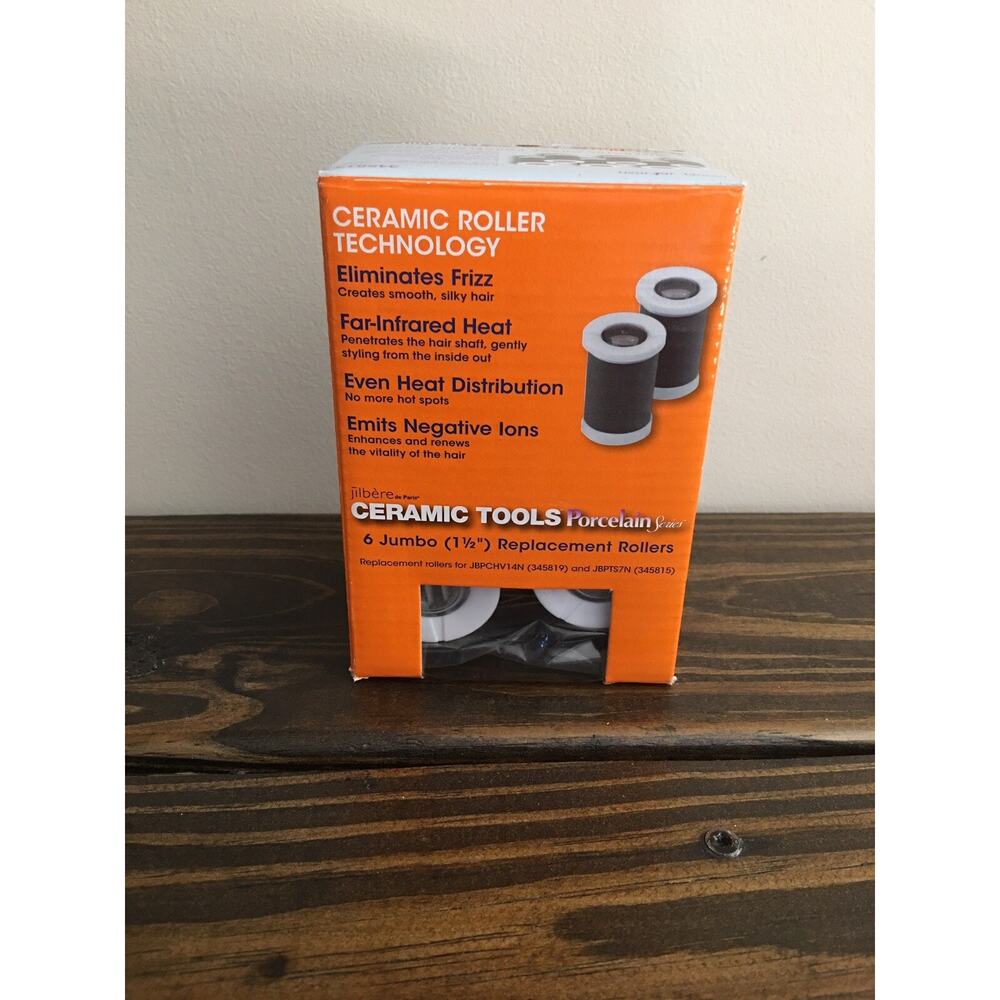 CERAMIC ROLLER
TECHNOLOGY
Eliminates Frizz
Creates smooth, silky hair
Far-Infrared Heat
Penetrates the hair shaft, gently
styling from the inside out
Even Heat Distribution
No more hot spots
Emits Negative Ions
Enhances and renews
the vitality of the hair
jilbère de Paris®
CERAMIC TOOLS Porcelain Series
6 Jumbo (1½") Replacement Rollers
Replacement rollers for JBPCHV14N (345819) and JBPTS7N (345815)